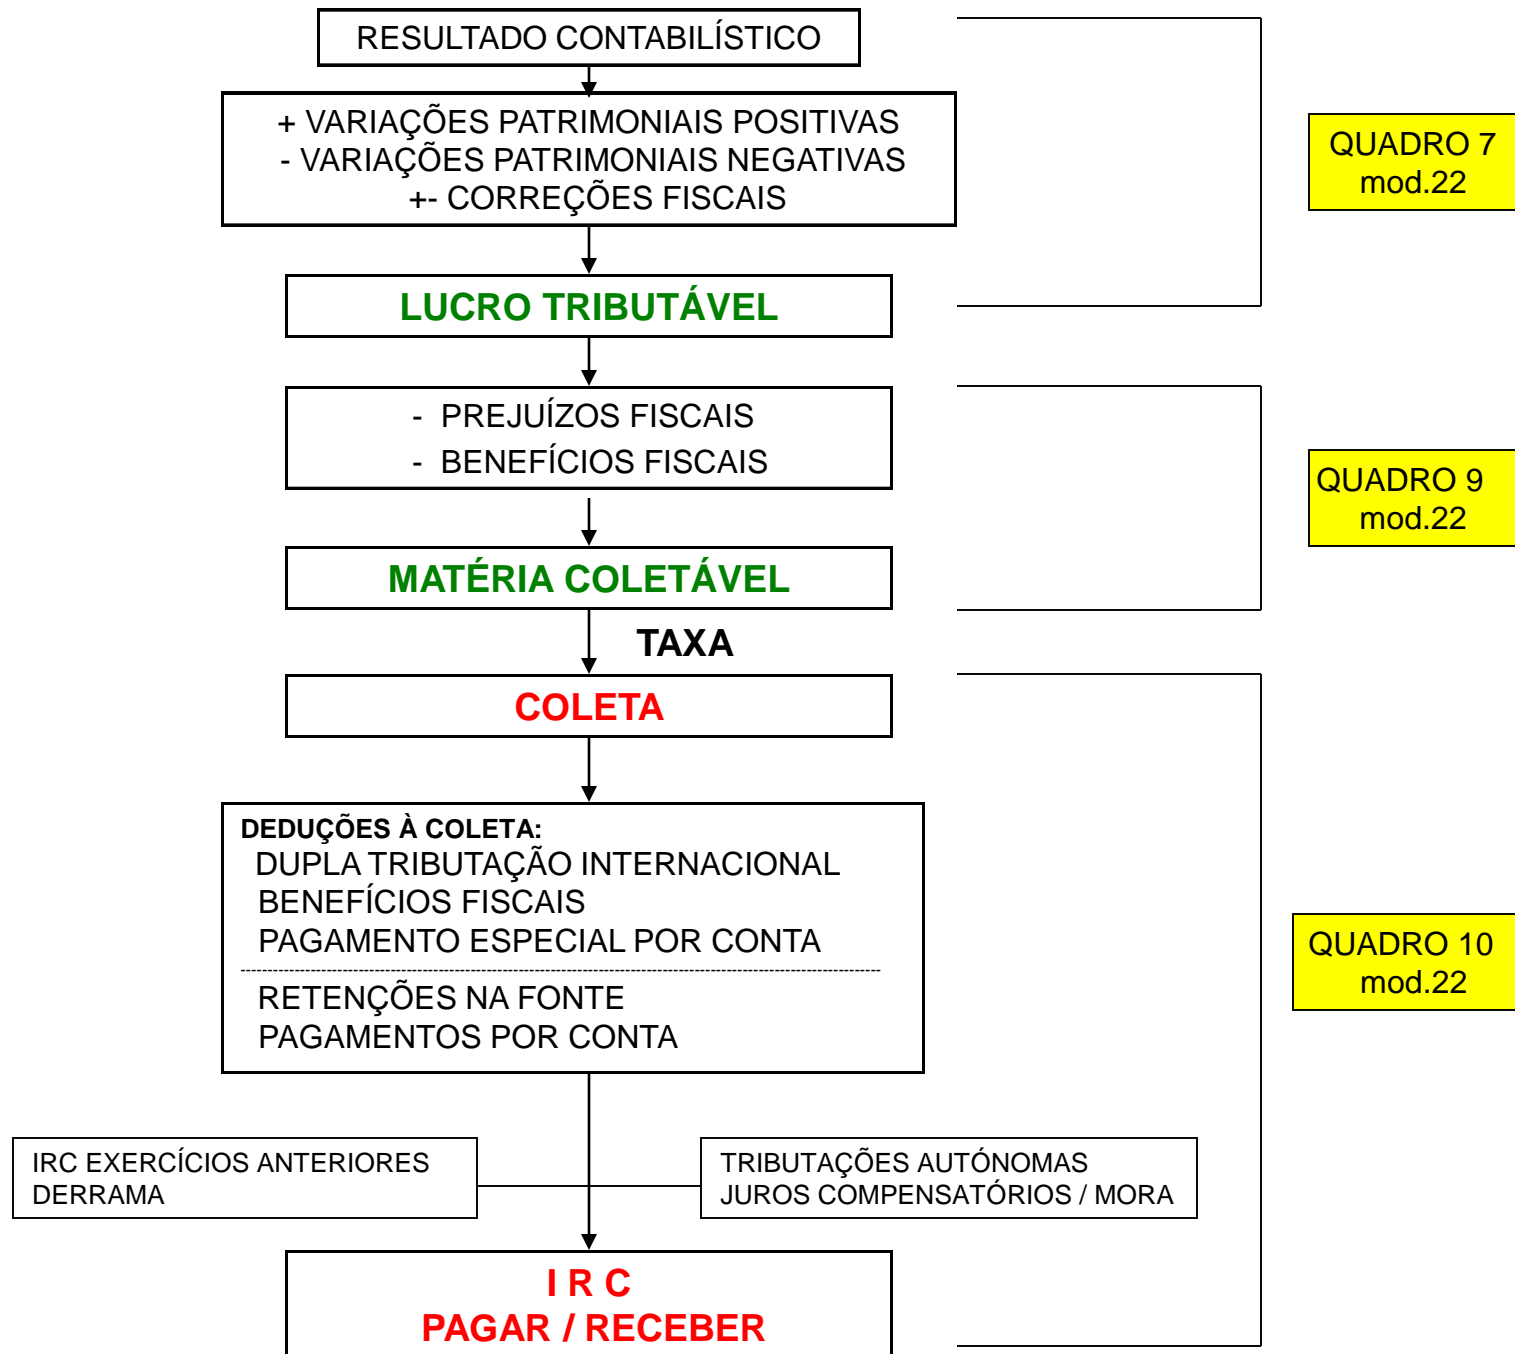 RESULTADO CONTABILÍSTICO
+ VARIAÇÕES PATRIMONIAIS POSITIVAS
- VARIAÇÕES PATRIMONIAIS NEGATIVAS
+- CORREÇÕES FISCAIS
QUADRO 7
mod.22
LUCRO TRIBUTÁVEL
- PREJUÍZOS FISCAIS
- BENEFÍCIOS FISCAIS
QUADRO 9
mod.22
MATÉRIA COLETÁVEL
TAXA
COLETA
DEDUÇÕES À COLETA:
DUPLA TRIBUTAÇÃO INTERNACIONAL
BENEFÍCIOS FISCAIS
PAGAMENTO ESPECIAL POR CONTA
RETENÇÕES NA FONTE
PAGAMENTOS POR CONTA
QUADRO 10
mod.22
IRC EXERCÍCIOS ANTERIORES
DERRAMA
TRIBUTAÇÕES AUTÓNOMAS
JUROS COMPENSATÓRIOS / MORA
I R C
PAGAR / RECEBER